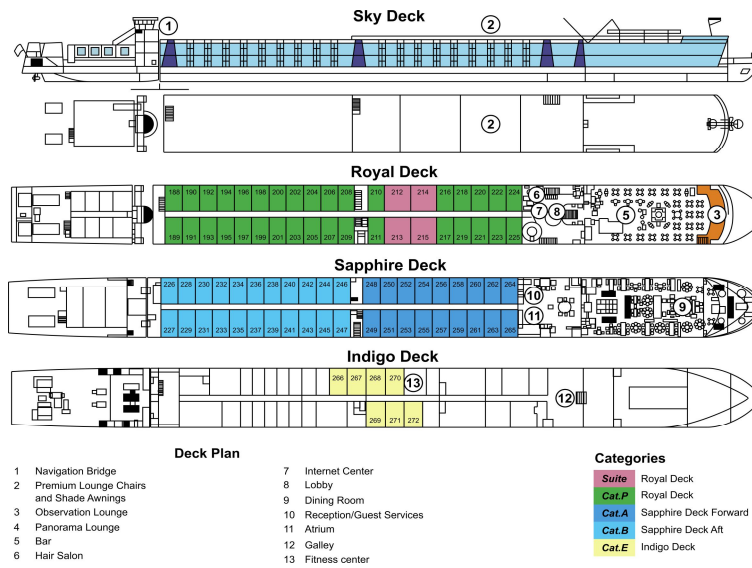 Sky Deck
1
2
2
Royal Deck
188 190 192 194 196 198 200 202 204 206 208 210 212 214 216 218 220 222 224
6
7
8
5
3
189 191 193 195 197 199 201 203 205 207 209 211 213 215 217 219 221 223 225
Sapphire Deck
226 228 230 232 234 236 238 240 242 244 246 248 250 252 254 256 258 260 262 264
10
11
9
227 229 231 233 235 237 239 241 243 245 247 249 251 253 255 257 259 261 263 265
Indigo Deck
266 267 268 270
13
12
269 271 272
Deck Plan
1 Navigation Bridge
2 Premium Lounge Chairs
and Shade Awnings
3 Observation Lounge
4 Panorama Lounge
5 Bar
6 Hair Salon
7 Internet Center
8 Lobby
9 Dining Room
10 Reception/Guest Services
11 Atrium
12 Galley
13 Fitness center
Categories
Suite Royal Deck
Cat.P Royal Deck
Cat.A Sapphire Deck Forward
Cat.B Sapphire Deck Aft
Cat.E Indigo Deck